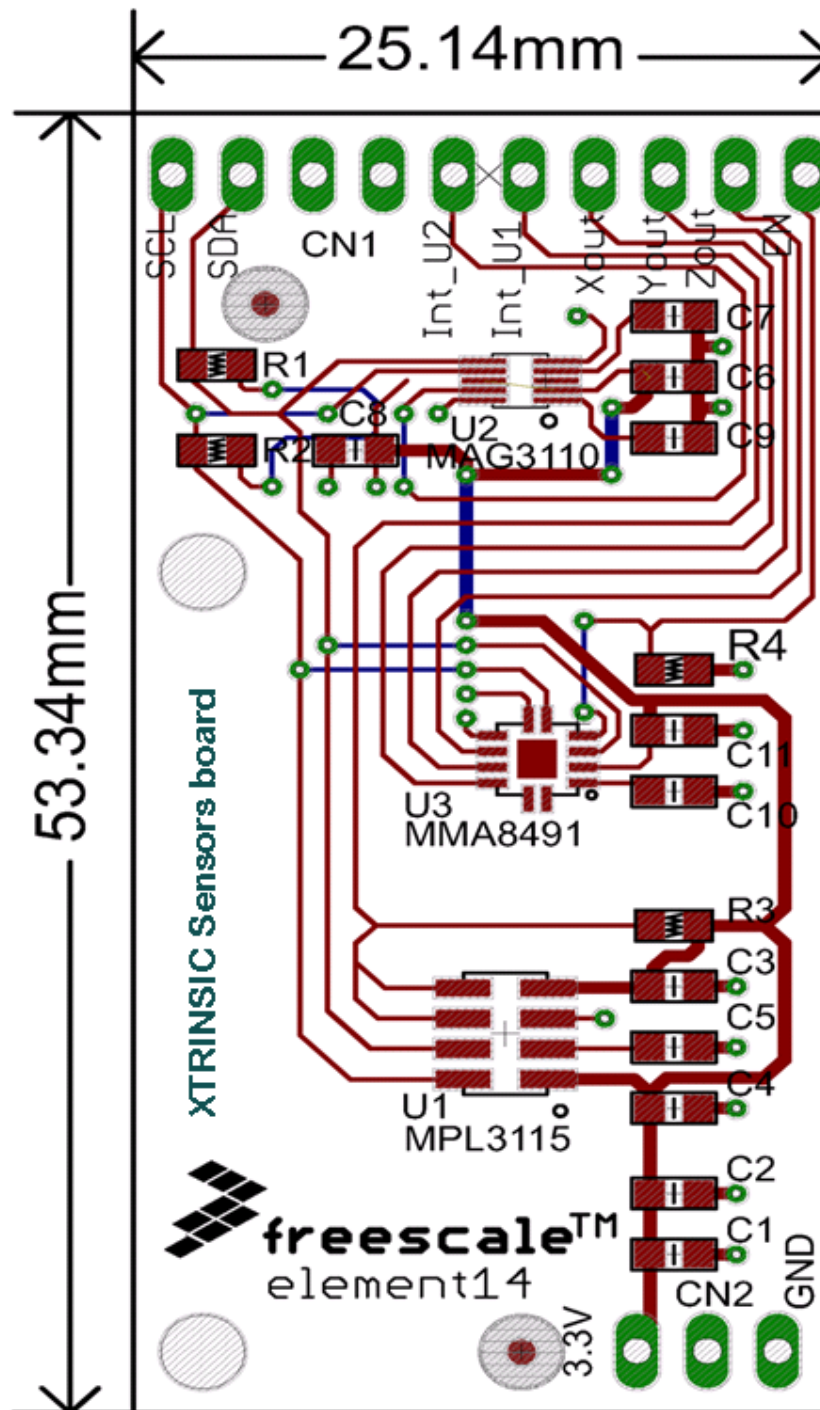 25.14mm
53.34mm
SCL
SDA
CN1
Int_U2
Int_U1
Xout
Yout
Zout
EN
C7
R1
C6
C8
U2
C9
R2
MAG3110
R4
C11
U3
C10
MMA8491
XTRINSIC Sensors board
R3
C3
C5
C4
U1
MPL3115
C2
freescale™
C1
element14
CN2
GND
3.3V